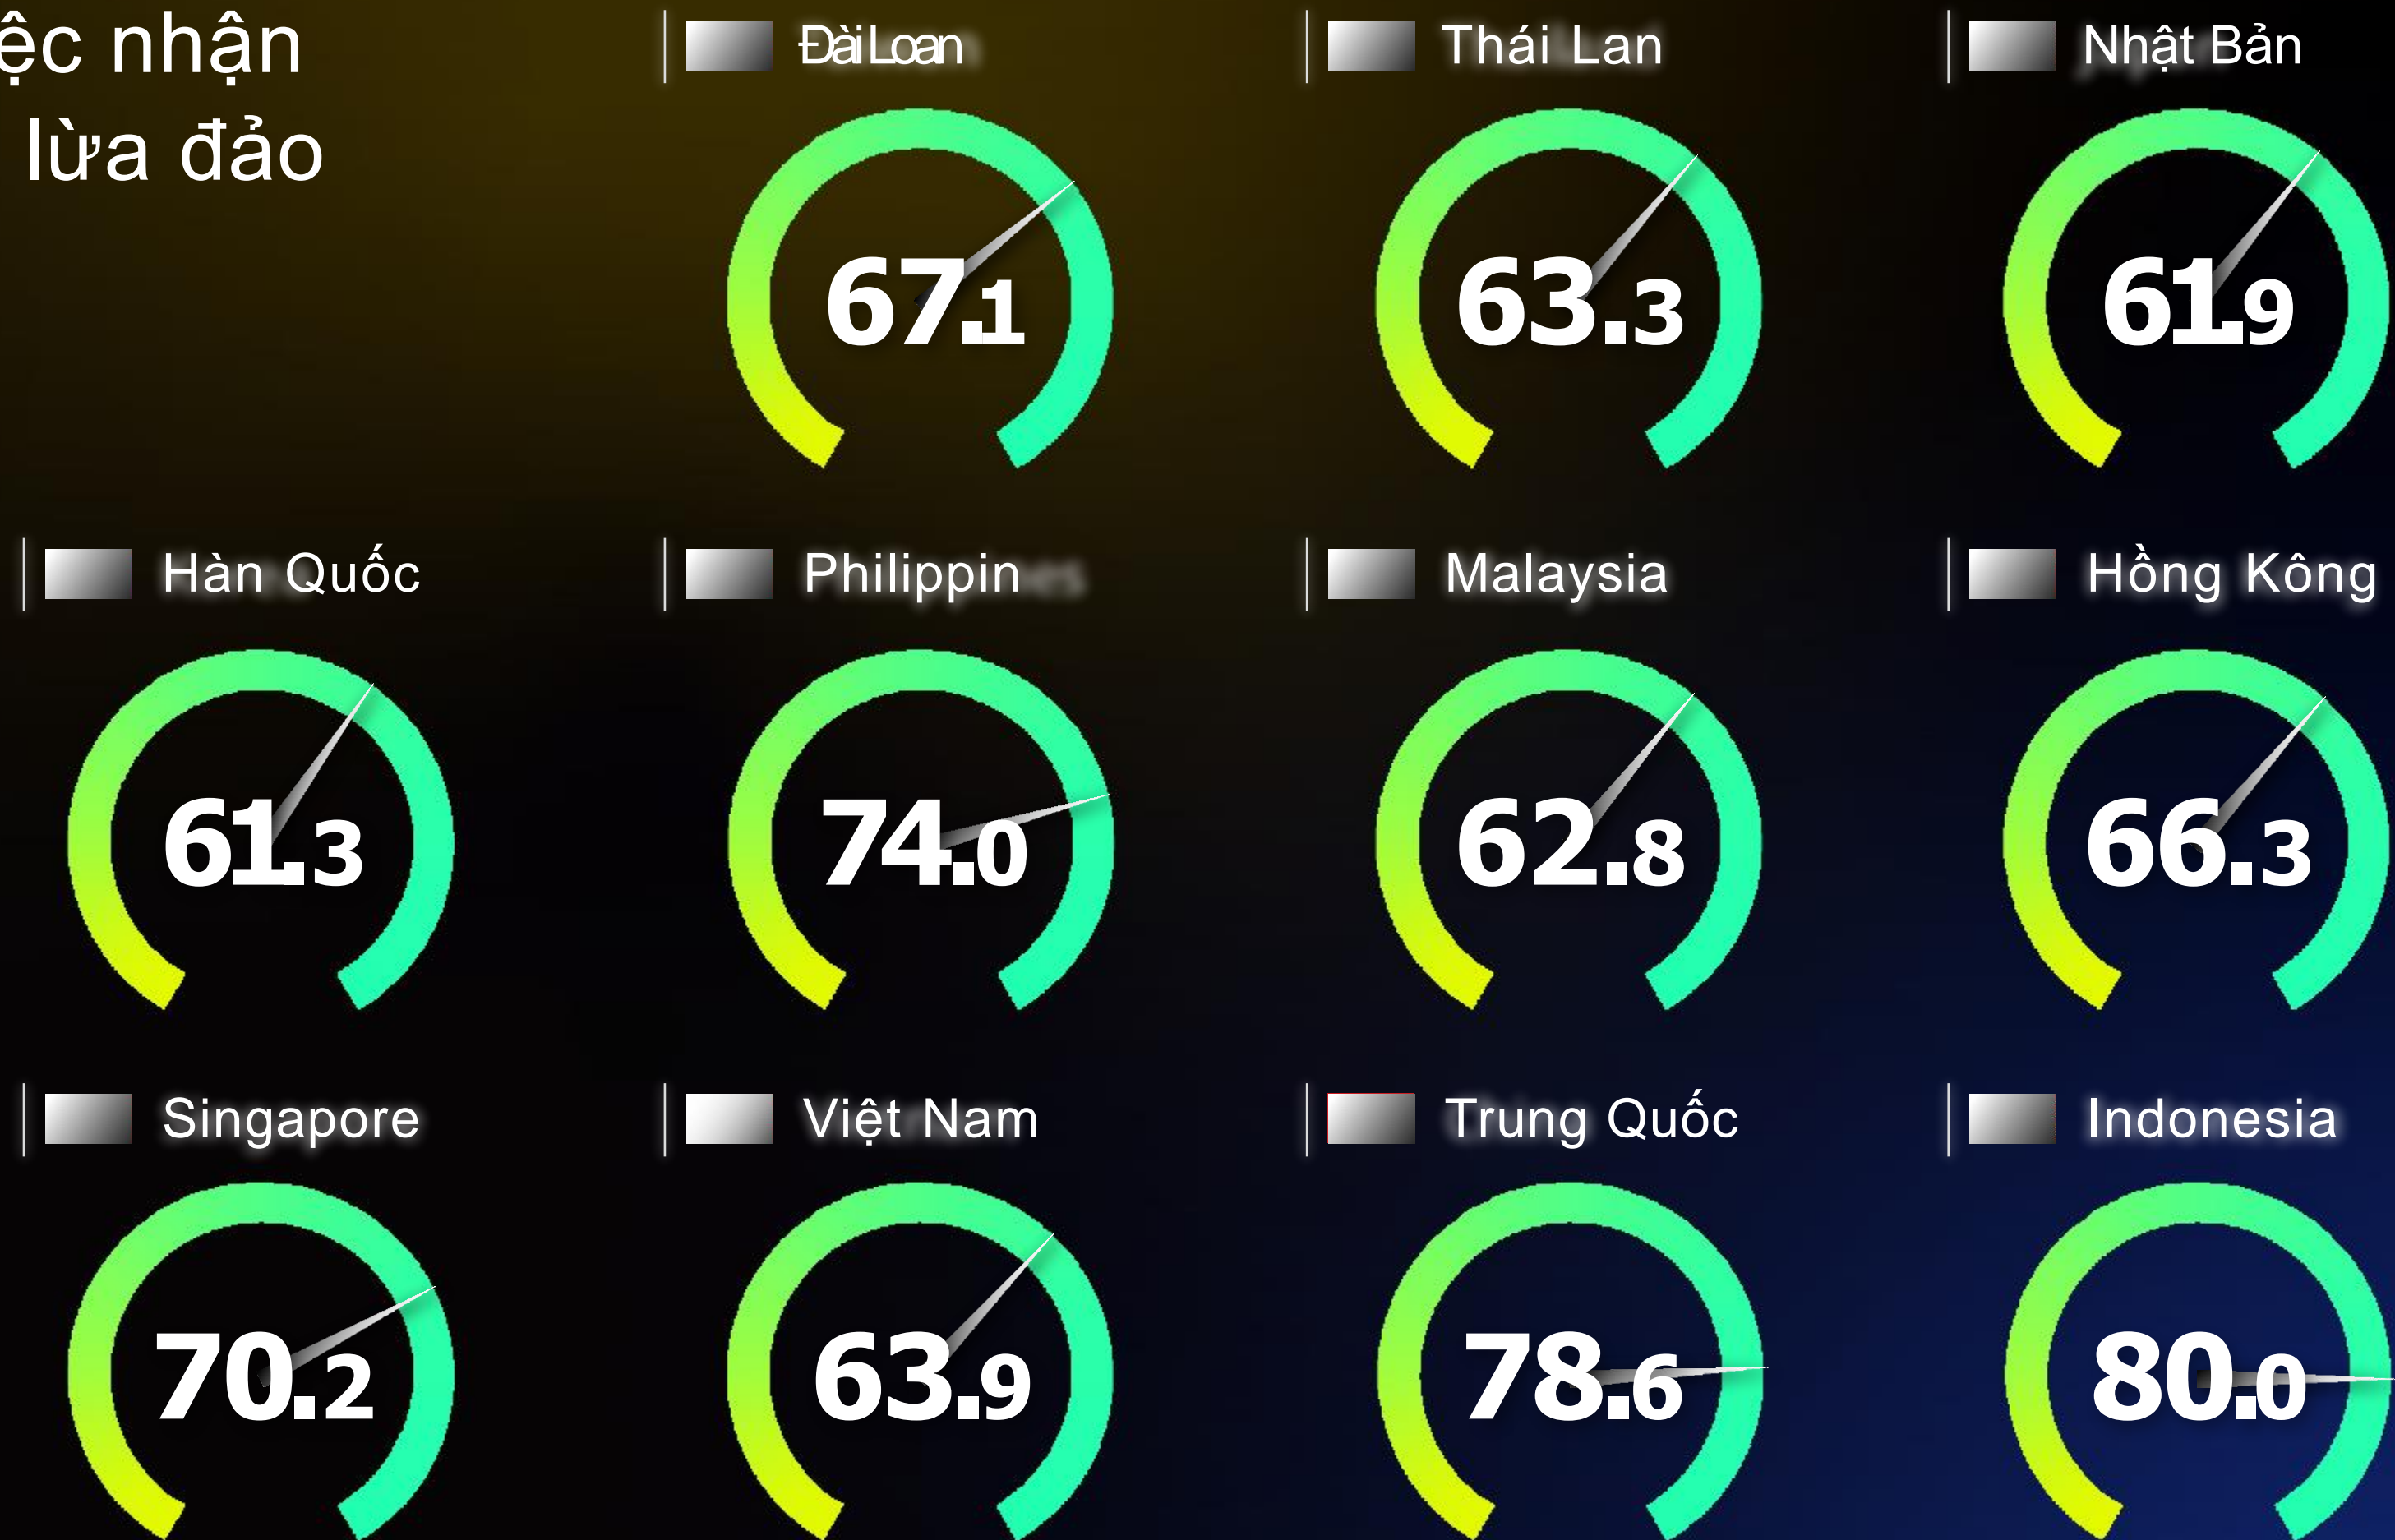 ệc nhận
lừa đảo
Đài Loan
Thái Lan
Nhật Bản
67.1
63.3
61.9
Hàn Quốc
Philippin
Malaysia
Hồng Kông
61.3
74.0
62.8
66.3
Singapore
Việt Nam
Trung Quốc
Indonesia
70.2
63.9
78.6
80.0